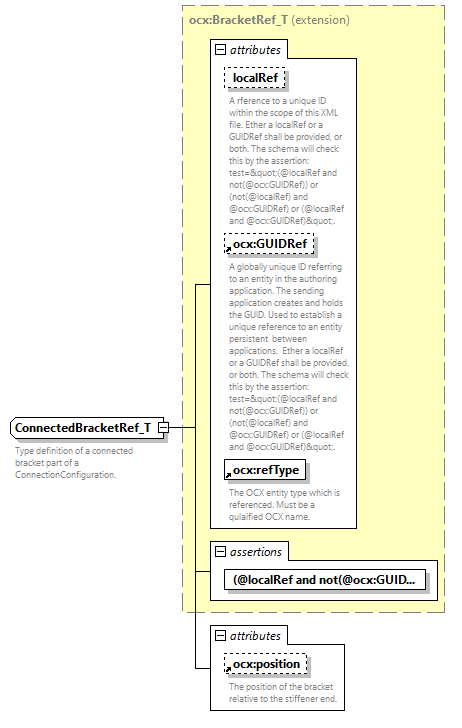 ocx:BracketRef_T (extension)
attributes
localRef
A rference to a unique ID
within the scope of this XML
file. Ether a localRef or a
GUIDRef shall be provided, or
both. The schema will check
this by the assertion:
test=&quot;(@localRef and
not(@ocx:GUIDRef)) or
(not(@localRef) and
@ocx:GUIDRef) or (@localRef
and @ocx:GUIDRef)&quot;.
ocx:GUIDRef
A globally unique ID referring
to an entity in the authoring
application. The sending
application creates and holds
the GUID. Used to establish a
unique reference to an entity
persistent between
applications. Ether a localRef
or a GUIDRef shall be provided,
or both. The schema will check
this by the assertion:
test=&quot;(@localRef and
not(@ocx:GUIDRef)) or
(not(@localRef) and
@ocx:GUIDRef) or (@localRef
and @ocx:GUIDRef)&quot;.
ConnectedBracketRef_T
Type definition of a connected
bracket part of a
ConnectionConfiguration.
ocx:refType
The OCX entity type which is
referenced. Must be a
qulaified OCX name.
assertions
(@localRef and not(@ocx:GUID...
attributes
ocx:position
The position of the bracket
relative to the stiffener end.